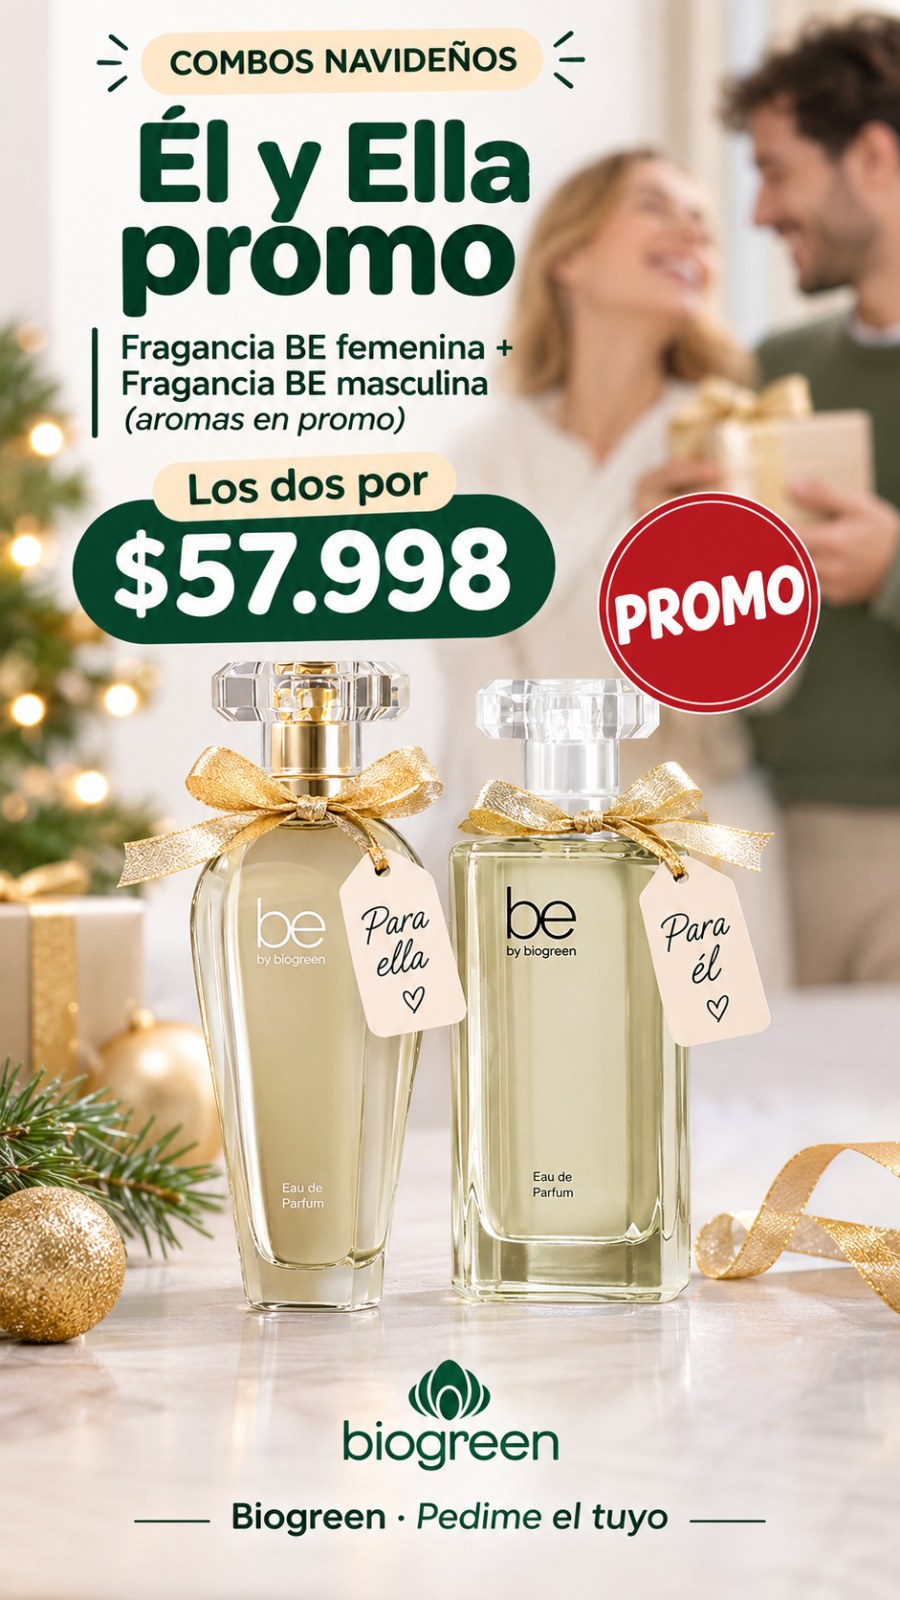 COMBOS NAVIDEÑOS
Él y Ella
promo
Fragancia BE femenina +
Fragancia BE masculina
(aromas en promo)
Los dos por
$57.998
PROMO
be
by biogreen
Para
ella
Eau de
Parfum
be
by biogreen
Para
él
Eau de
Parfum
biogreen
Biogreen · Pedime el tuyo